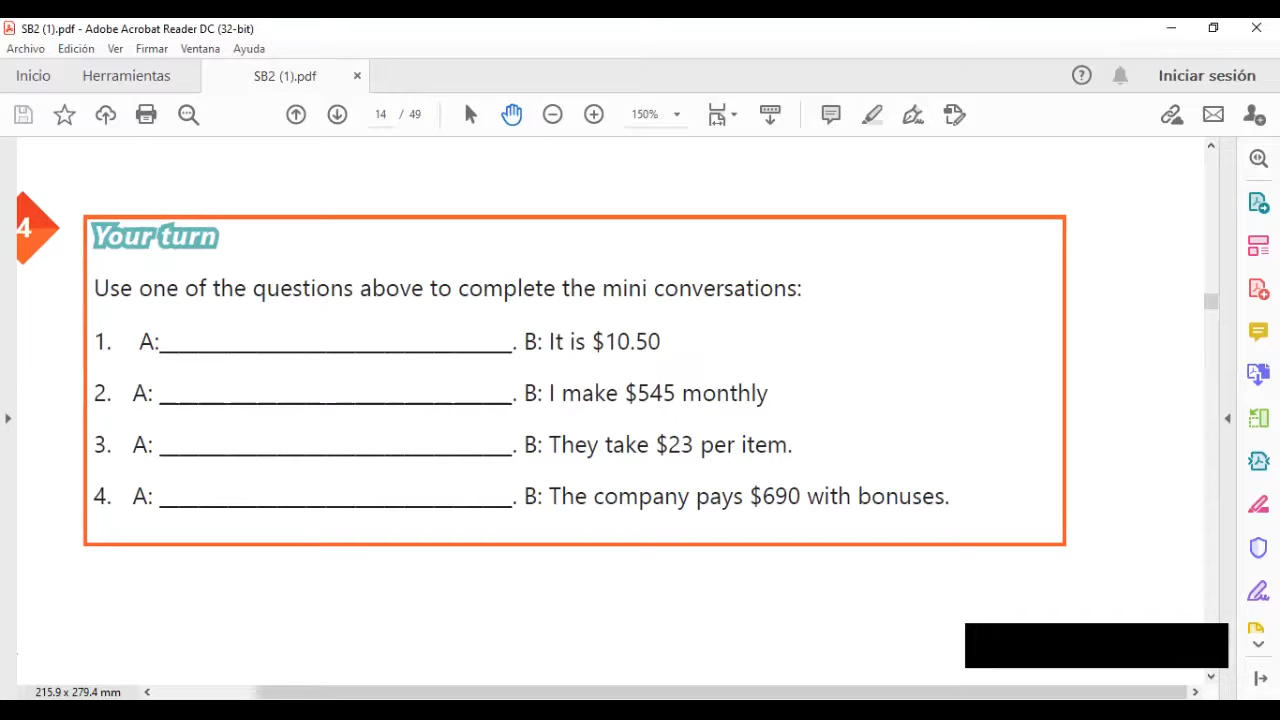 SB2 (1).pdf - Adobe Acrobat Reader DC (32-bit)
Archivo Edición Ver Firmar Ventana Ayuda
Inicio Herramientas SB2 (1).pdf × Iniciar sesión
14 / 49 150%
4
Your turn
Use one of the questions above to complete the mini conversations:
1. A:______________________________. B: It is $10.50
2. A: ______________________________. B: I make $545 monthly
3. A: ______________________________. B: They take $23 per item.
4. A: ______________________________. B: The company pays $690 with bonuses.
215.9 x 279.4 mm